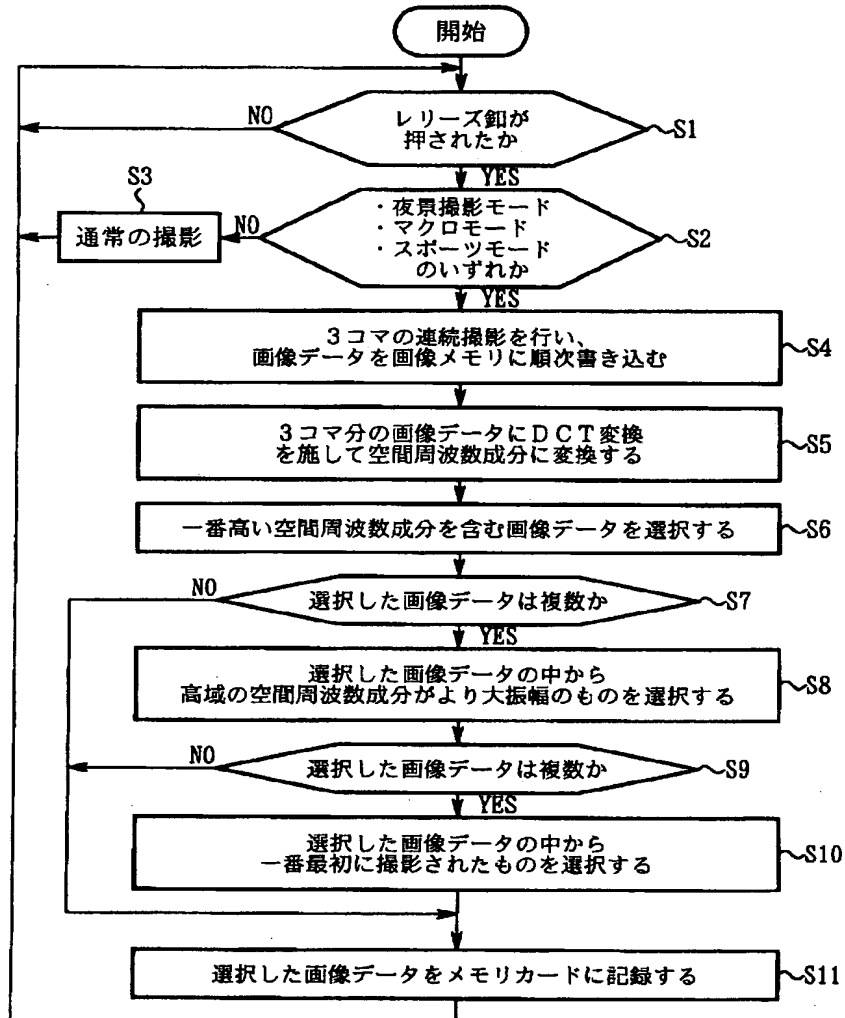 開始
レリーズ釦が
押されたか
S1
NO
YES
・夜景撮影モード
・マクロモード
・スポーツモード
のいずれか
S2
NO
S3
通常の撮影
YES
3コマの連続撮影を行い、
画像データを画像メモリに順次書き込む
S4
3コマ分の画像データにDCT変換
を施して空間周波数成分に変換する
S5
一番高い空間周波数成分を含む画像データを選択する
S6
選択した画像データは複数か
S7
NO
YES
選択した画像データの中から
高域の空間周波数成分がより大振幅のものを選択する
S8
選択した画像データは複数か
S9
NO
YES
選択した画像データの中から
一番最初に撮影されたものを選択する
S10
選択した画像データをメモリカードに記録する
S11